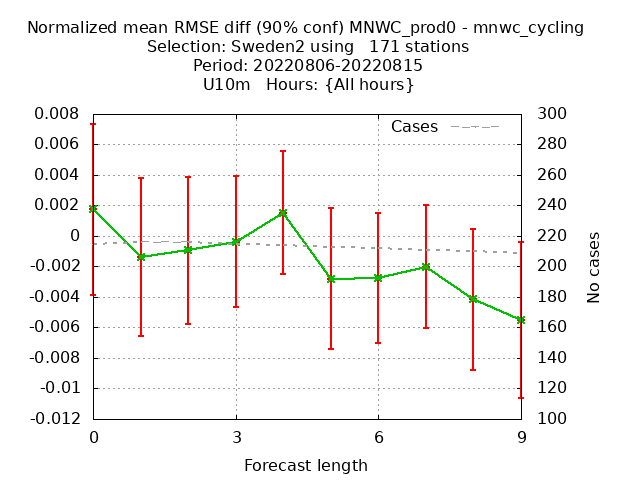 Normalized mean RMSE diff (90% conf) MNWC_prod0 - mnwc_cycling
Selection: Sweden2 using   171 stations
Period: 20220806-20220815
U10m   Hours: {All hours}
0.008
0.006
0.004
0.002
0
-0.002
-0.004
-0.006
-0.008
-0.01
-0.012
Cases
300
280
260
240
220
200
180
160
140
120
100
No cases
0 3 6 9
Forecast length